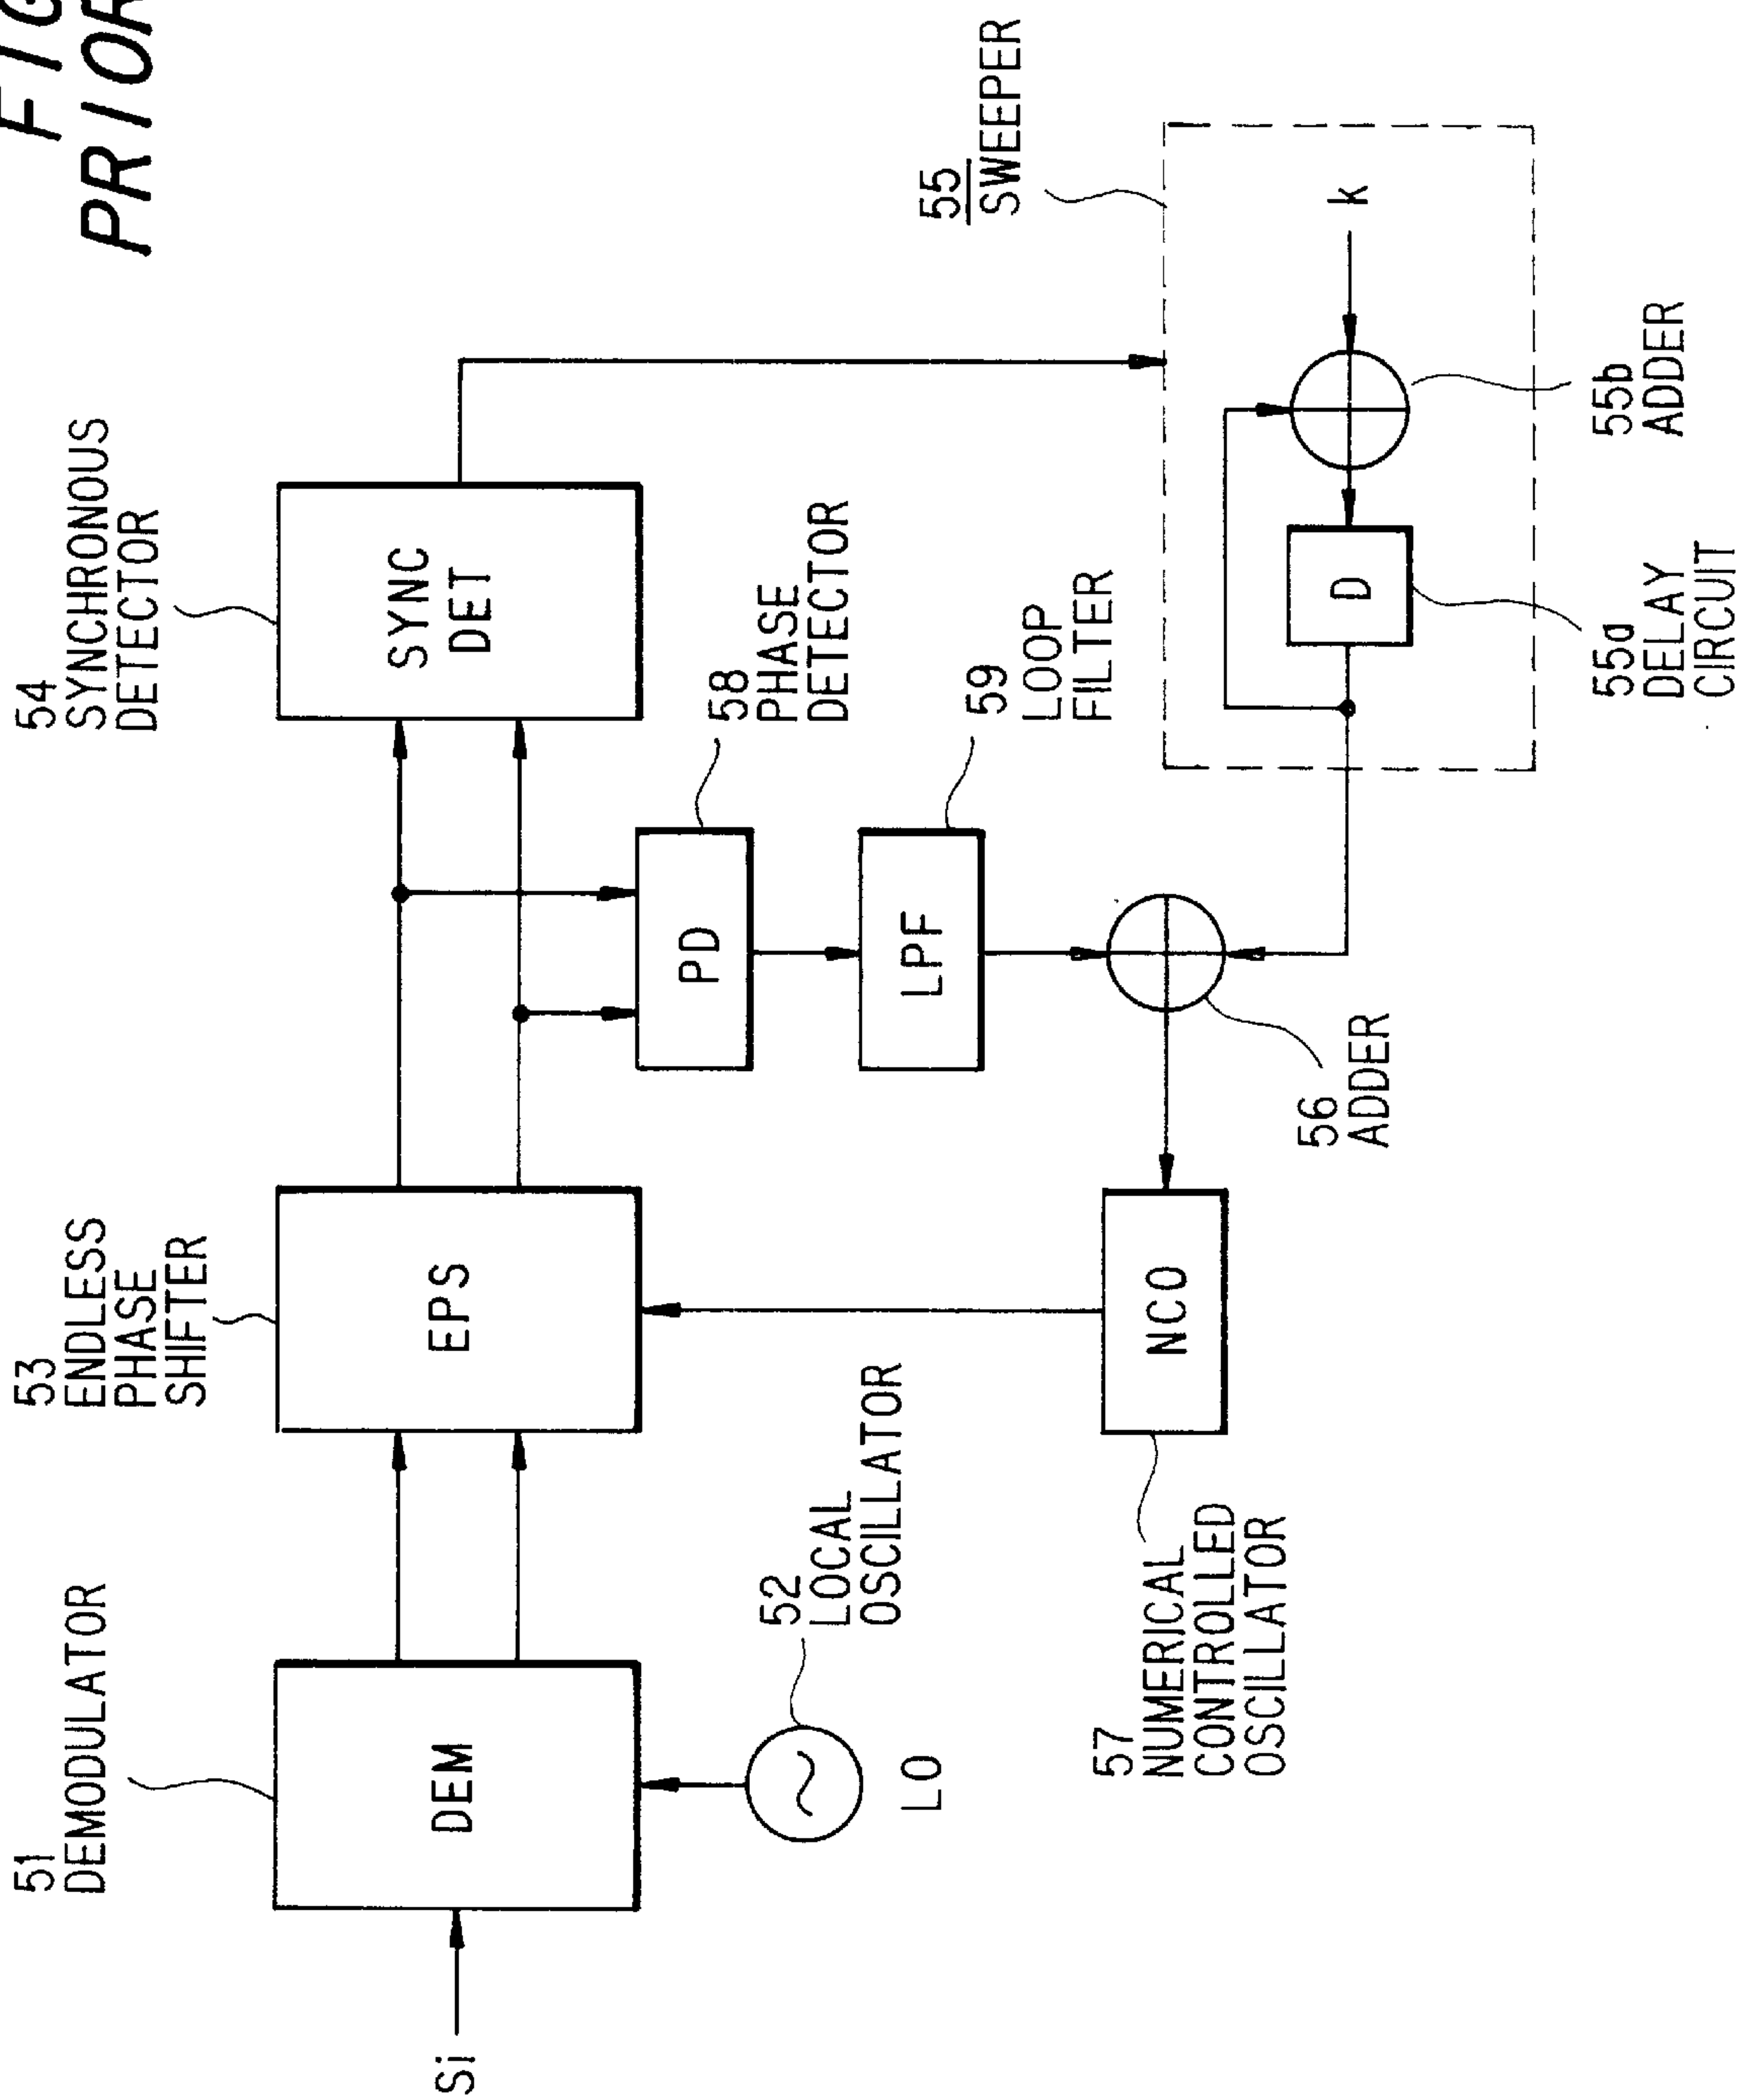 FIG
PRIOR
51
DEMODULATOR
DEM
Si
52
LOCAL
OSCILLATOR
LO
53
ENDLESS
PHASE
SHIFTER
EPS
54
SYNCHRONOUS
DETECTOR
SYNC
DET
58
PHASE
DETECTOR
PD
59
LOOP
FILTER
LPF
56
ADDER
57
NUMERICAL
CONTROLLED
OSCILLATOR
NCO
55
SWEEPER
k
55b
ADDER
D
55a
DELAY
CIRCUIT